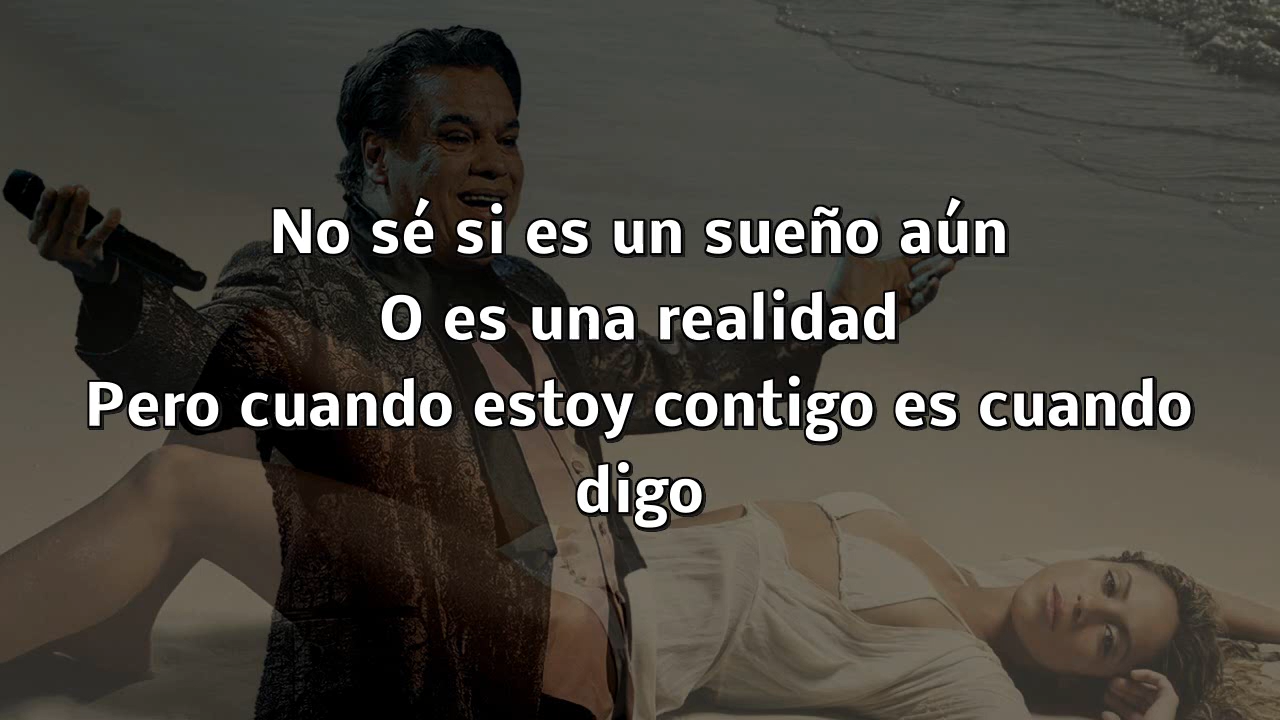 No sé si es un sueño aún
O es una realidad
Pero cuando estoy contigo es cuando
digo